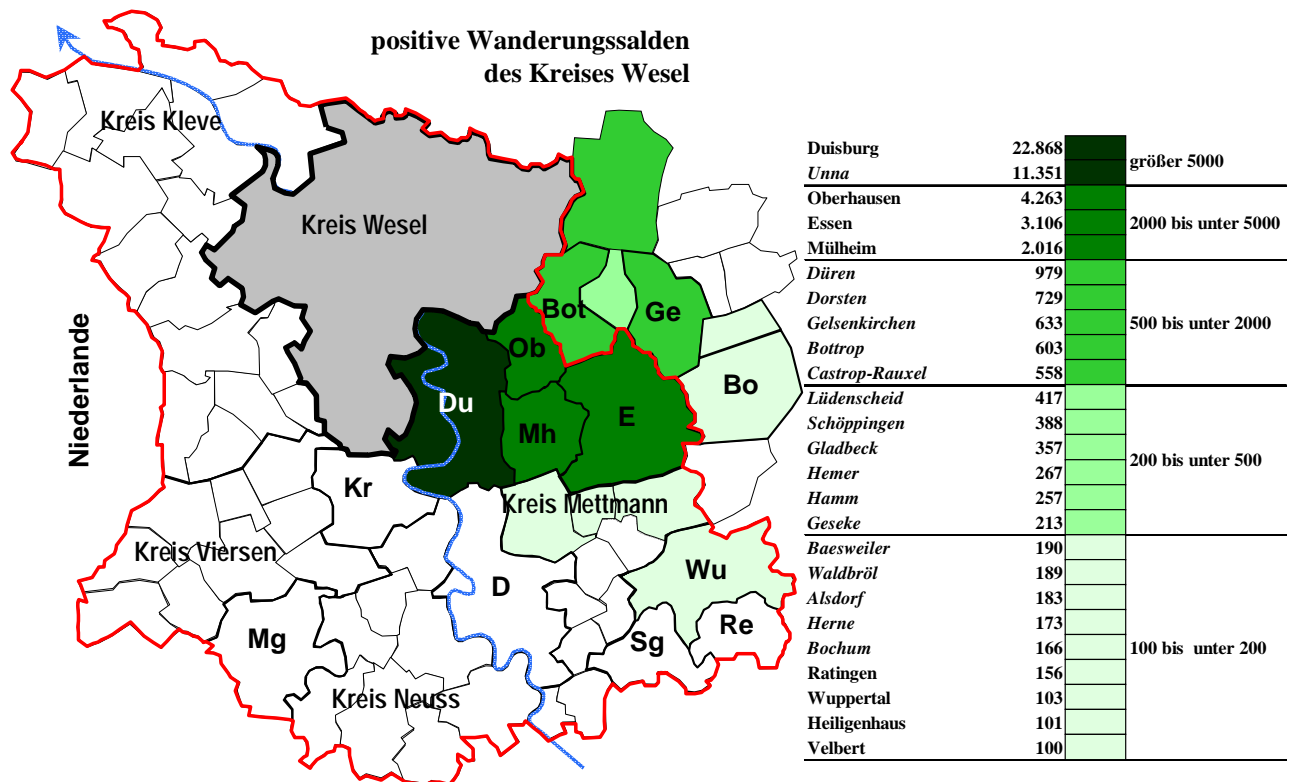 positive Wanderungssalden
des Kreises Wesel
Kreis Kleve
Kreis Wesel
Niederlande
Bot
Ge
Ob
Du
Bo
Mh
E
Kr
Kreis Mettmann
Kreis Viersen
Wu
D
Mg
Sg
Re
Kreis Neuss
Duisburg 22.868
größer 5000
Unna 11.351
Oberhausen 4.263
Essen 3.106 2000 bis unter 5000
Mülheim 2.016
Düren 979
Dorsten 729
Gelsenkirchen 633 500 bis unter 2000
Bottrop 603
Castrop-Rauxel 558
Lüdenscheid 417
Schöppingen 388
Gladbeck 357
200 bis unter 500
Hemer 267
Hamm 257
Geseke 213
Baesweiler 190
Waldbröl 189
Alsdorf 183
Herne 173
Bochum 166 100 bis unter 200
Ratingen 156
Wuppertal 103
Heiligenhaus 101
Velbert 100